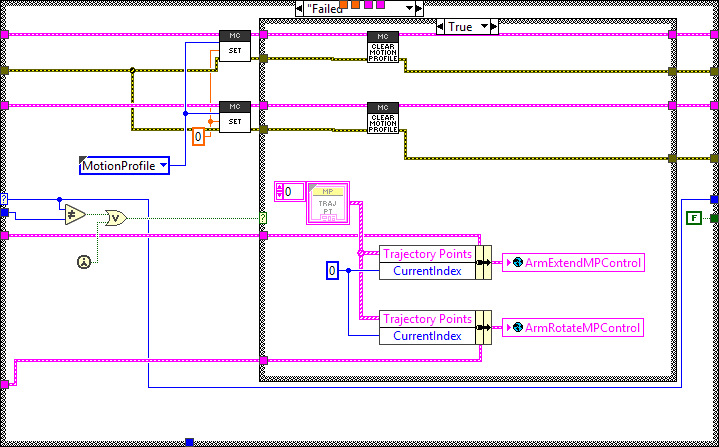 "Failed"
True
MC
SET
MC
CLEAR
MOTION
PROFILE
MC
SET
MC
CLEAR
MOTION
PROFILE
0
MotionProfile
0
MP
TRAJ
PT
?
V
?
F
Trajectory Points
CurrentIndex
ArmExtendMPControl
0
Trajectory Points
CurrentIndex
ArmRotateMPControl